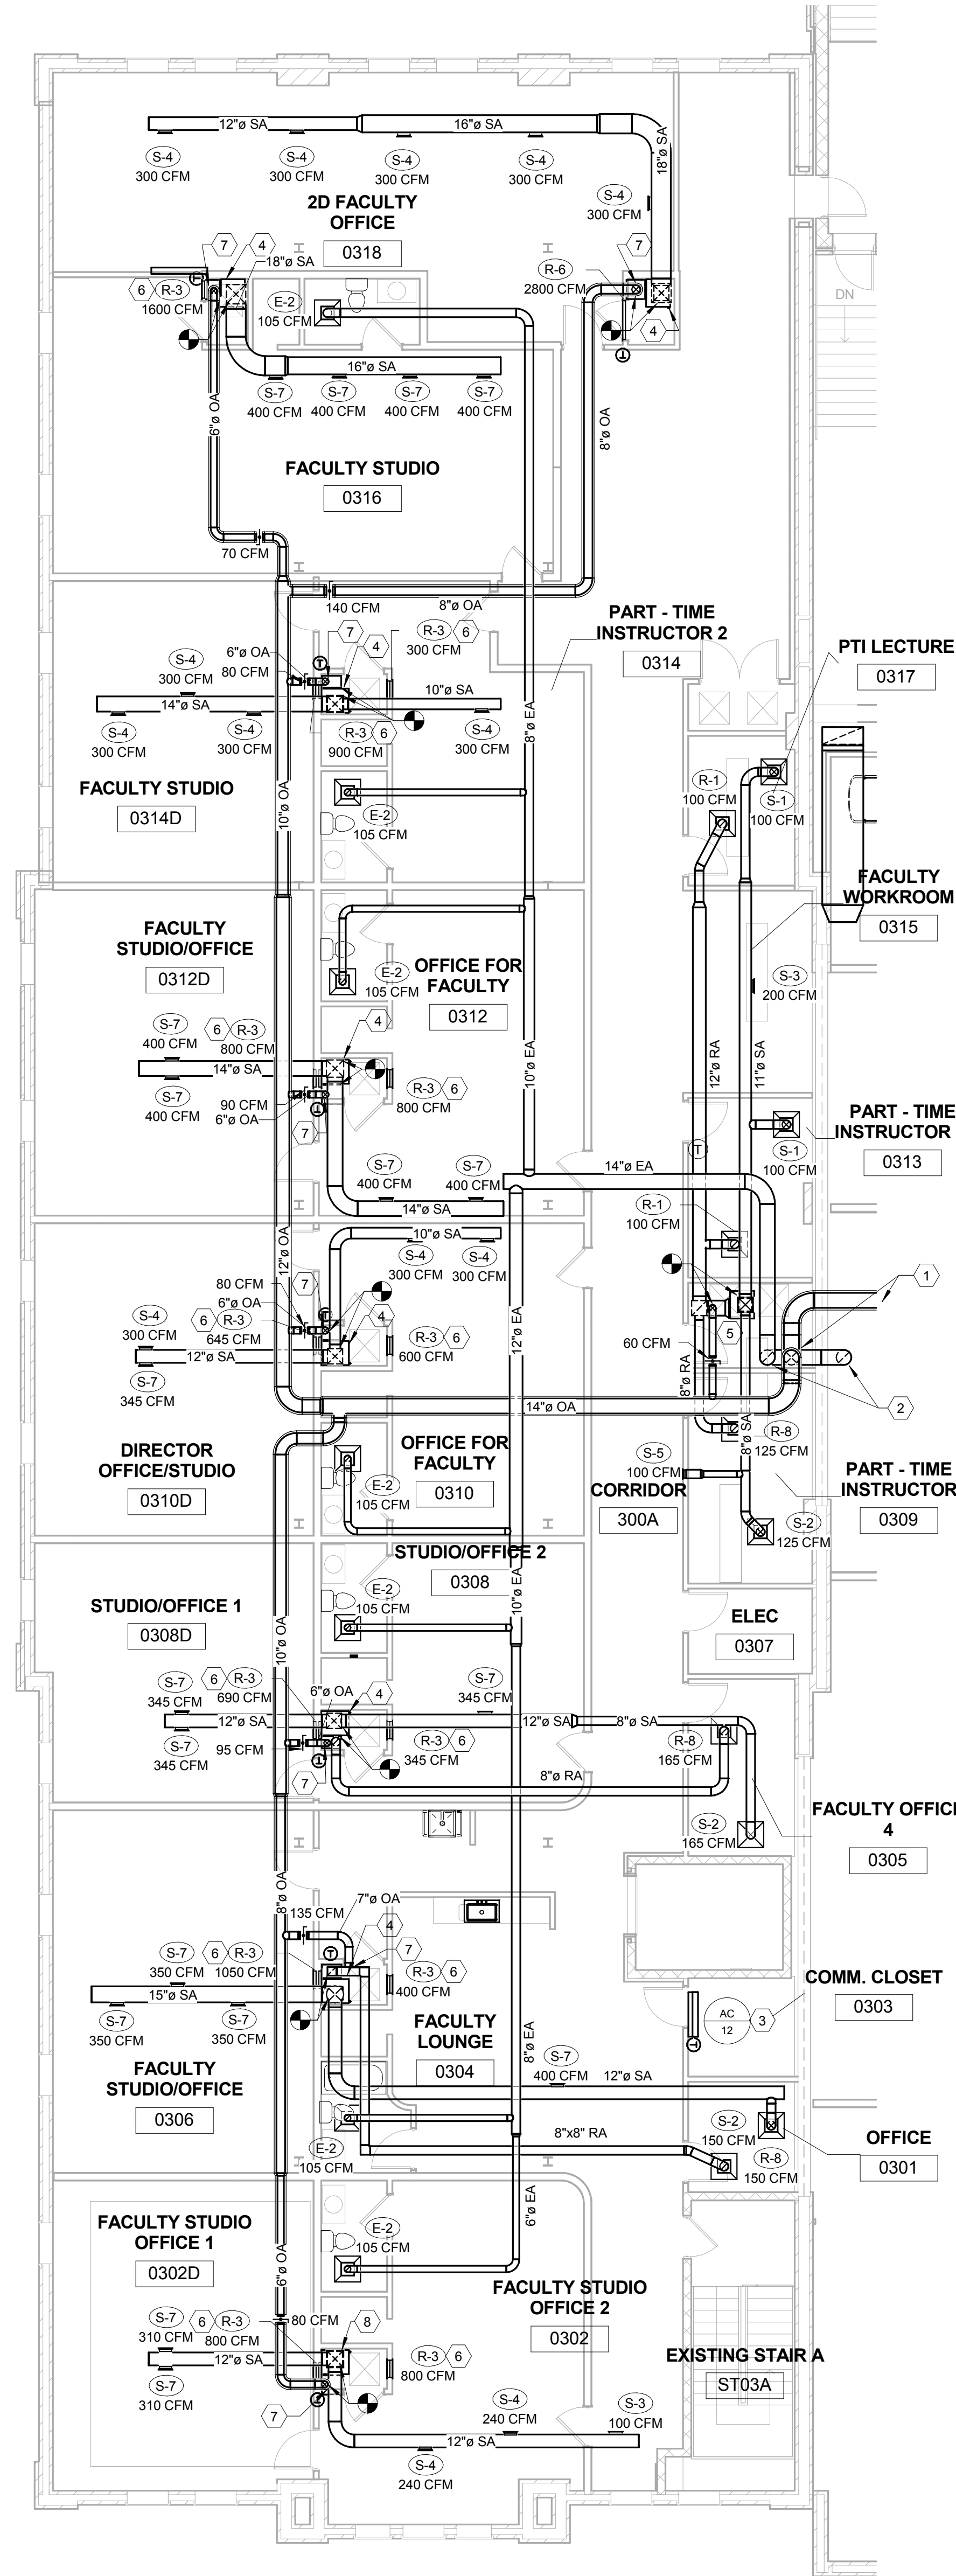 12"ø SA
16"ø SA
18"ø SA
S-4
300 CFM
S-4
300 CFM
S-4
300 CFM
S-4
300 CFM
S-4
300 CFM
2D FACULTY
OFFICE
0318
7
4
18"ø SA
6
R-3
1600 CFM
E-2
105 CFM
R-6
2800 CFM
7
4
DN
16"ø SA
S-7
400 CFM
S-7
400 CFM
S-7
400 CFM
S-7
400 CFM
6"ø OA
8"ø OA
FACULTY STUDIO
0316
70 CFM
140 CFM
8"ø OA
PART - TIME
INSTRUCTOR 2
0314
7
4
R-3
6
300 CFM
6"ø OA
80 CFM
T
S-4
300 CFM
14"ø SA
S-4
300 CFM
S-4
300 CFM
10"ø SA
R-3
6
900 CFM
S-4
300 CFM
8"ø EA
PTI LECTURE
0317
FACULTY STUDIO
0314D
10"ø OA
E-2
105 CFM
R-1
100 CFM
S-1
100 CFM
FACULTY
WORKROOM
0315
FACULTY
STUDIO/OFFICE
0312D
E-2
105 CFM
OFFICE FOR
FACULTY
0312
S-3
200 CFM
S-7
400 CFM
6
R-3
800 CFM
4
14"ø SA
S-7
400 CFM
90 CFM
6"ø OA
T
7
R-3
6
800 CFM
10"ø EA
12"ø RA
11"ø SA
PART - TIME
INSTRUCTOR
0313
S-1
100 CFM
T
S-7
400 CFM
S-7
400 CFM
14"ø SA
14"ø EA
R-1
100 CFM
12"ø OA
10"ø SA
S-4
300 CFM
S-4
300 CFM
80 CFM
7
6"ø OA
S-4
300 CFM
6
R-3
645 CFM
4
R-3
6
600 CFM
12"ø SA
S-7
345 CFM
12"ø EA
1
5
60 CFM
8"ø RA
2
14"ø OA
8"ø SA
R-8
125 CFM
DIRECTOR
OFFICE/STUDIO
0310D
OFFICE FOR
FACULTY
0310
E-2
105 CFM
S-5
100 CFM
CORRIDOR
300A
PART - TIME
INSTRUCTOR
0309
S-2
125 CFM
STUDIO/OFFICE 2
0308
E-2
105 CFM
10"ø EA
STUDIO/OFFICE 1
0308D
10"ø OA
ELEC
0307
S-7
345 CFM
6
R-3
690 CFM
6"ø OA
4
S-7
345 CFM
12"ø SA
12"ø SA
8"ø SA
S-7
345 CFM
95 CFM
T
7
R-3
6
345 CFM
R-8
165 CFM
8"ø RA
S-2
165 CFM
FACULTY OFFICE
4
0305
8"ø OA
135 CFM
7"ø OA
4
7
T
S-7
350 CFM
6
R-3
1050 CFM
R-3
6
400 CFM
15"ø SA
S-7
350 CFM
S-7
350 CFM
FACULTY
LOUNGE
0304
8"ø EA
AC
12
3
T
COMM. CLOSET
0303
FACULTY
STUDIO/OFFICE
0306
S-7
400 CFM
12"ø SA
S-2
150 CFM
8"x8" RA
R-8
150 CFM
OFFICE
0301
E-2
105 CFM
6"ø EA
FACULTY STUDIO
OFFICE 1
0302D
E-2
105 CFM
6"ø OA
FACULTY STUDIO
OFFICE 2
0302
S-7
310 CFM
6
R-3
800 CFM
80 CFM
8
12"ø SA
S-7
310 CFM
R-3
6
800 CFM
T
7
EXISTING STAIR A
ST03A
S-4
240 CFM
S-3
100 CFM
12"ø SA
S-4
240 CFM